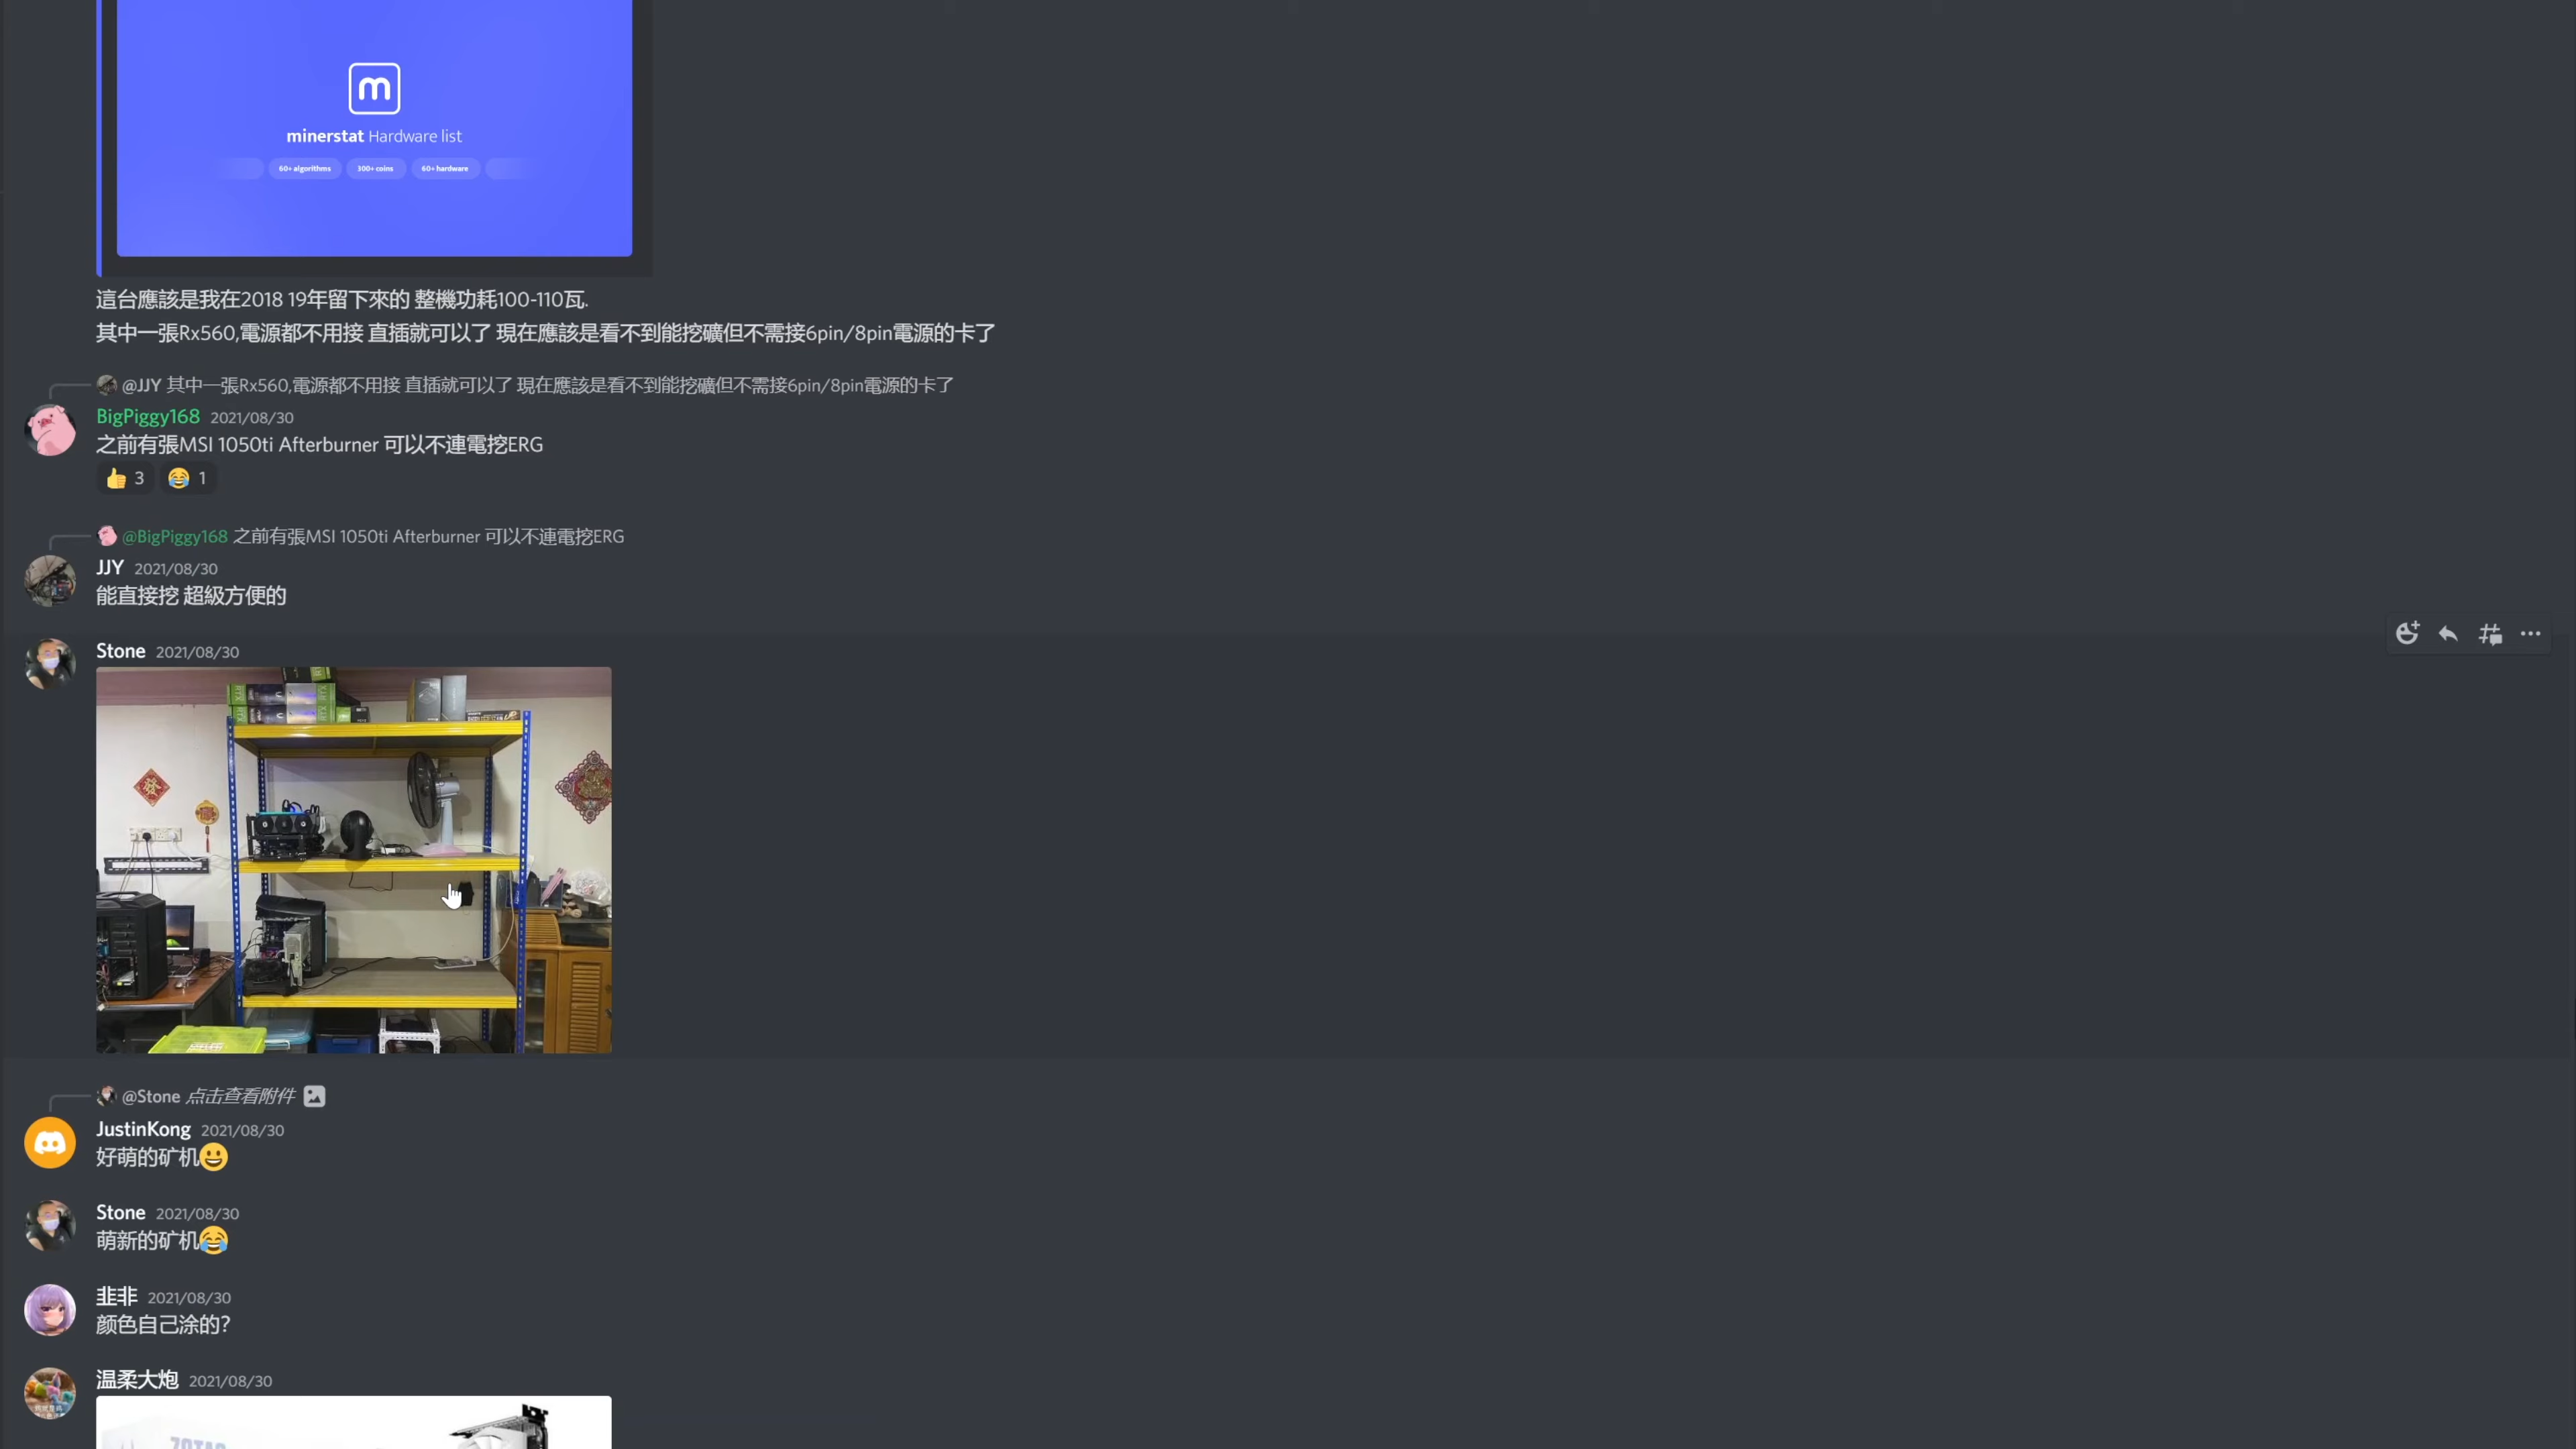 m
minerstat Hardware list
60+ algorithms 300+ coins 60+ hardware
這台應該是我在2018 19年留下來的 整機功耗100-110瓦.
其中一張Rx560,電源都不用接 直插就可以了 現在應該是看不到能挖礦但不需接6pin/8pin電源的卡了
@JJY 其中一張Rx560,電源都不用接 直插就可以了 現在應該是看不到能挖礦但不需接6pin/8pin電源的卡了
BigPiggy168 2021/08/30
之前有張MSI 1050ti Afterburner 可以不連電挖ERG
👍 3 😂 1
@BigPiggy168 之前有張MSI 1050ti Afterburner 可以不連電挖ERG
JJY 2021/08/30
能直接挖 超級方便的
Stone 2021/08/30
RTX RTX
@Stone 点击查看附件
JustinKong 2021/08/30
好萌的矿机😀
Stone 2021/08/30
萌新的矿机😂
韭非 2021/08/30
颜色自己涂的?
温柔大炮 2021/08/30
ZOTAC